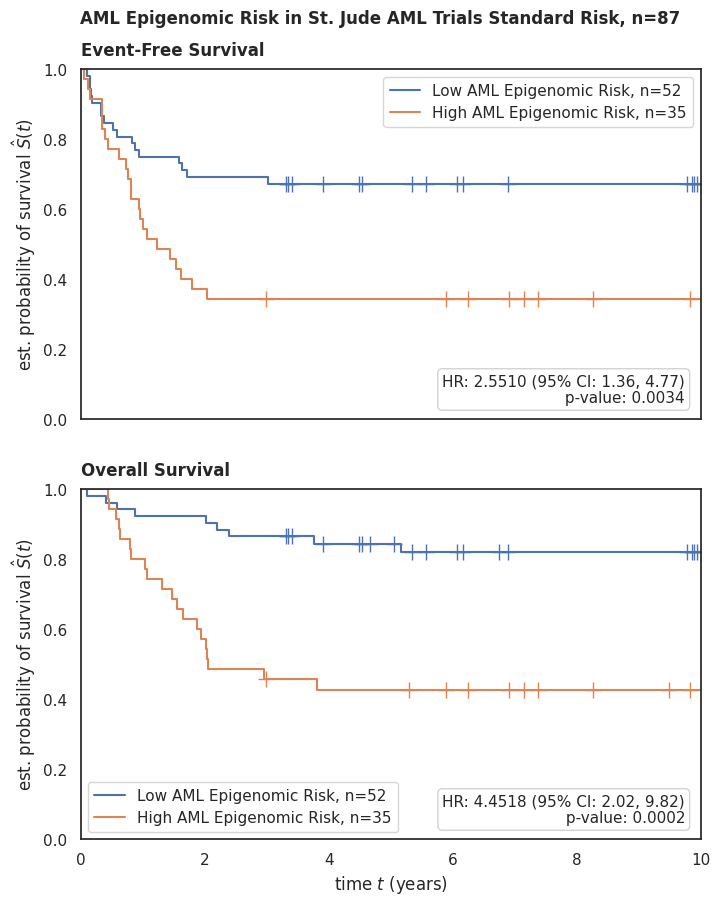 AML Epigenomic Risk in St. Jude AML Trials Standard Risk, n=87
Event-Free Survival
1.0
0.8
0.6
0.4
0.2
0.0
est. probability of survival Ŝ(t)
Low AML Epigenomic Risk, n=52
High AML Epigenomic Risk, n=35
HR: 2.5510 (95% CI: 1.36, 4.77)
p-value: 0.0034
Overall Survival
1.0
0.8
0.6
0.4
0.2
0.0
est. probability of survival Ŝ(t)
Low AML Epigenomic Risk, n=52
High AML Epigenomic Risk, n=35
HR: 4.4518 (95% CI: 2.02, 9.82)
p-value: 0.0002
0 2 4 6 8 10
time t (years)